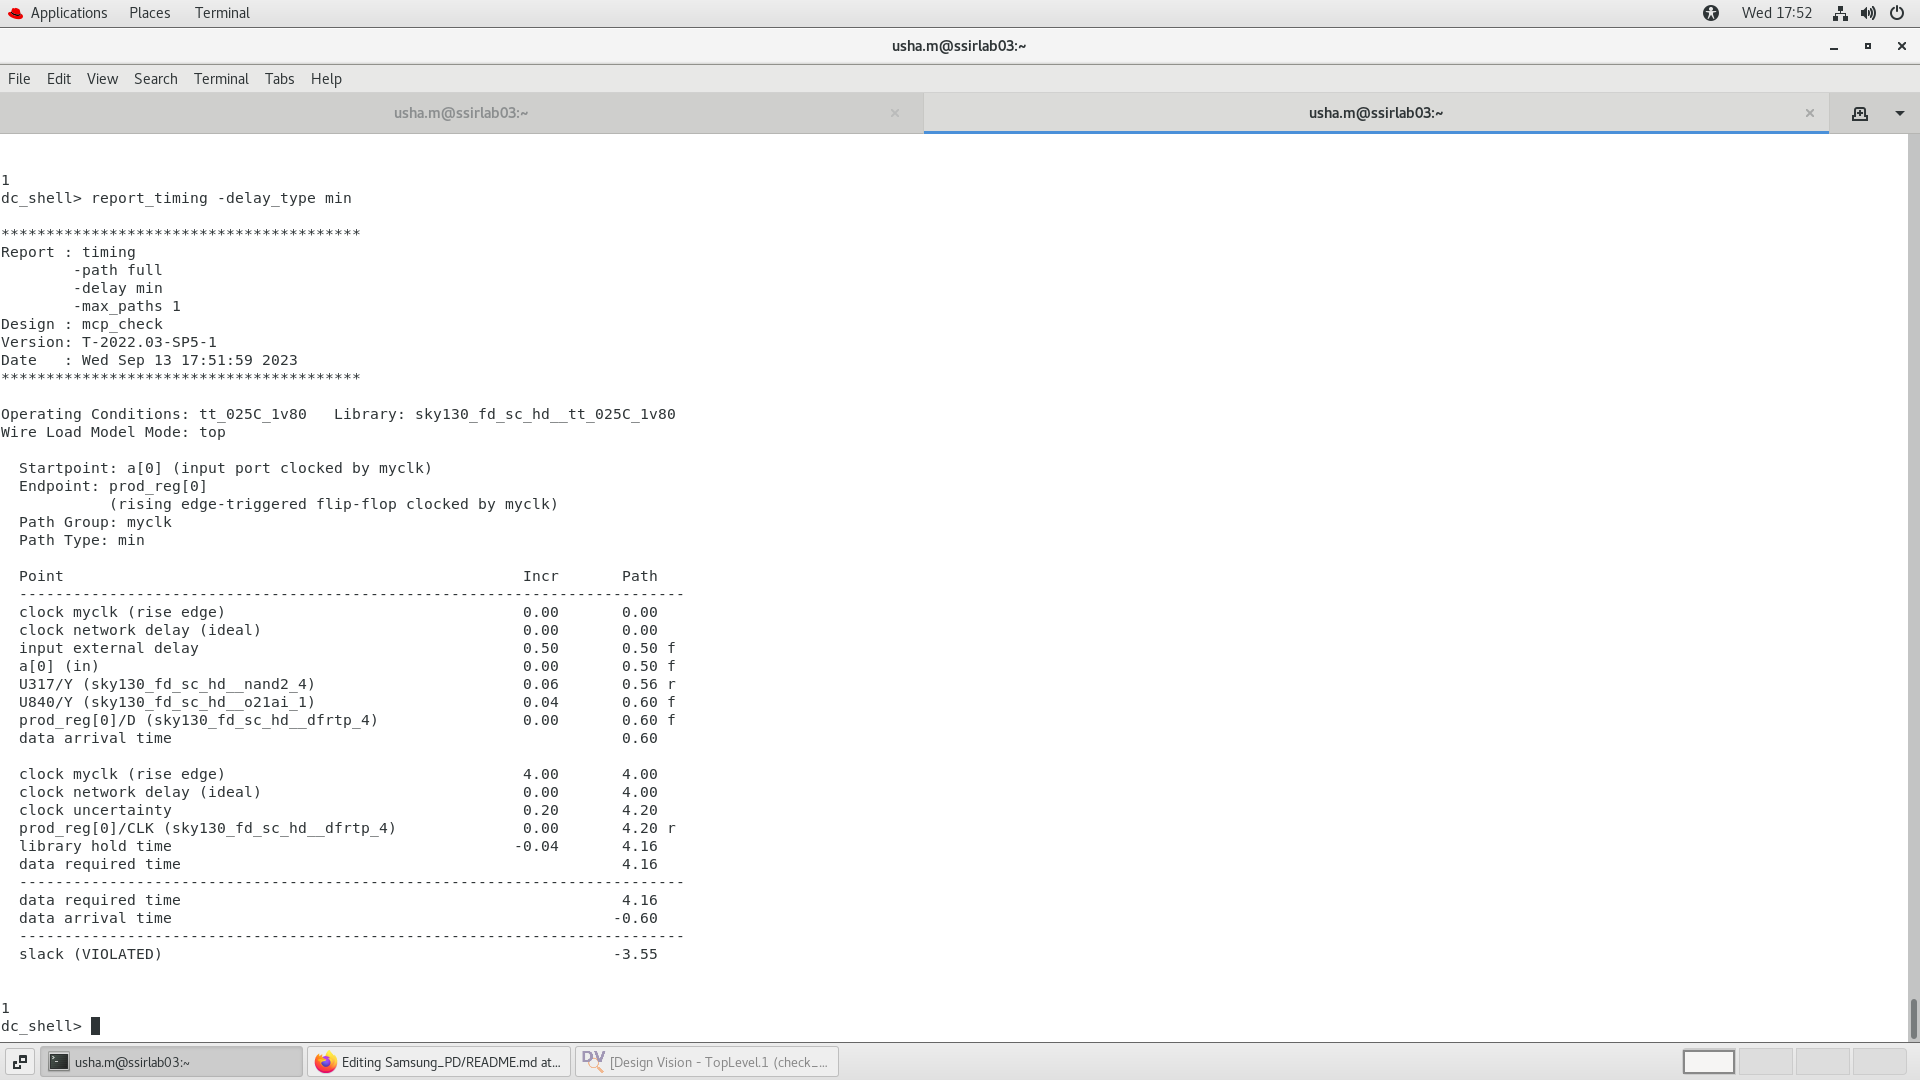 Applications Places Terminal Wed 17:52
usha.m@ssirlab03:~
File Edit View Search Terminal Tabs Help
usha.m@ssirlab03:~ × usha.m@ssirlab03:~ ×
1
dc_shell> report_timing -delay_type min
****************************************
Report : timing
        -path full
        -delay min
        -max_paths 1
Design : mcp_check
Version: T-2022.03-SP5-1
Date   : Wed Sep 13 17:51:59 2023
****************************************
Operating Conditions: tt_025C_1v80   Library: sky130_fd_sc_hd__tt_025C_1v80
Wire Load Model Mode: top
  Startpoint: a[0] (input port clocked by myclk)
  Endpoint: prod_reg[0]
            (rising edge-triggered flip-flop clocked by myclk)
  Path Group: myclk
  Path Type: min
  Point                                                   Incr       Path
  --------------------------------------------------------------------------
  clock myclk (rise edge)                                 0.00       0.00
  clock network delay (ideal)                             0.00       0.00
  input external delay                                    0.50       0.50 f
  a[0] (in)                                               0.00       0.50 f
  U317/Y (sky130_fd_sc_hd__nand2_4)                       0.06       0.56 r
  U840/Y (sky130_fd_sc_hd__o21ai_1)                       0.04       0.60 f
  prod_reg[0]/D (sky130_fd_sc_hd__dfrtp_4)                0.00       0.60 f
  data arrival time                                                  0.60
  clock myclk (rise edge)                                 4.00       4.00
  clock network delay (ideal)                             0.00       4.00
  clock uncertainty                                       0.20       4.20
  prod_reg[0]/CLK (sky130_fd_sc_hd__dfrtp_4)              0.00       4.20 r
  library hold time                                      -0.04       4.16
  data required time                                                 4.16
  --------------------------------------------------------------------------
  data required time                                                 4.16
  data arrival time                                                 -0.60
  --------------------------------------------------------------------------
  slack (VIOLATED)                                                  -3.55
1
dc_shell>
usha.m@ssirlab03:~ Editing Samsung_PD/README.md at... DV [Design Vision - TopLevel.1 (check_...